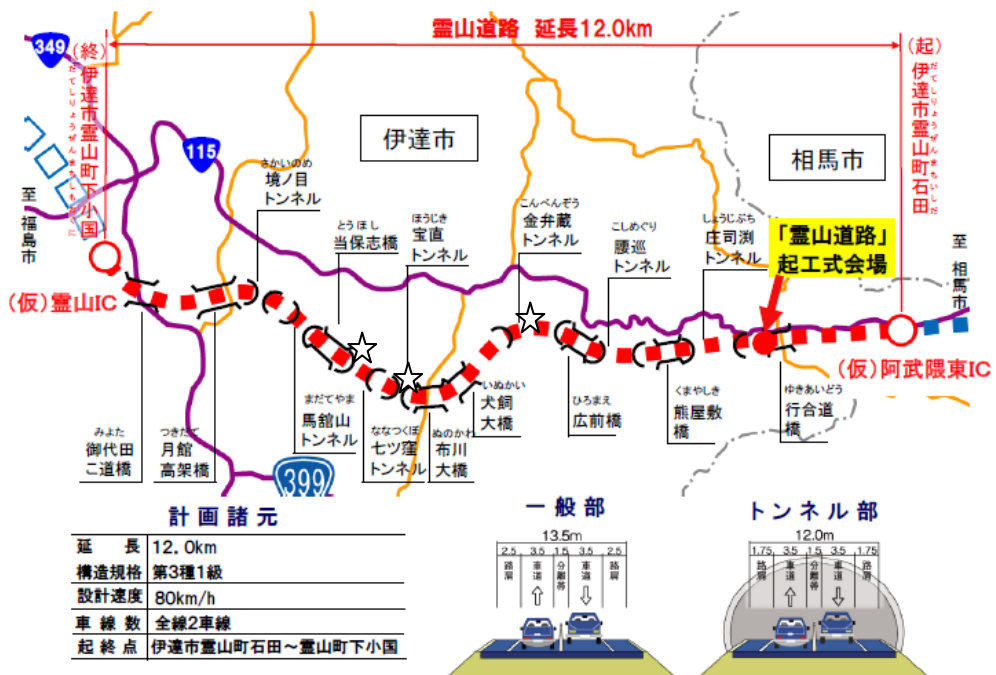 霊山道路 延長12.0km
349
(終)
伊達市霊山町下小国
(起)
だてしりょうぜんまちいしだ
伊達市霊山町石田
115
伊達市
相馬市
至 福島市
至 相馬市
さかいのめ
境ノ目
トンネル
とうほし
当保志橋
ほうじき
宝直
トンネル
こんべんぞう
金弁蔵
トンネル
こしめぐり
腰巡
トンネル
しょうじぶち
庄司渕
トンネル
「霊山道路」
起工式会場
(仮)霊山IC
(仮)阿武隈東IC
みよた
御代田
こ道橋
つきだて
月館
高架橋
まだてやま
馬舘山
トンネル
ななつくぼ
七ツ窪
トンネル
ぬのかわ
布川
大橋
いぬかい
犬飼
大橋
ひろまえ
広前橋
くまやしき
熊屋敷
橋
ゆきあいどう
行合道
橋
399
計画諸元
延 長 12.0km
構造規格 第3種1級
設計速度 80km/h
車線数 全線2車線
起終点 伊達市霊山町石田～霊山町下小国
一般部
13.5m
2.5 3.5 1.5 3.5 2.5
路肩 車道 分離帯 車道 路肩
トンネル部
12.0m
1.75 3.5 1.5 3.5 1.75
路肩 車道 分離帯 車道 路肩